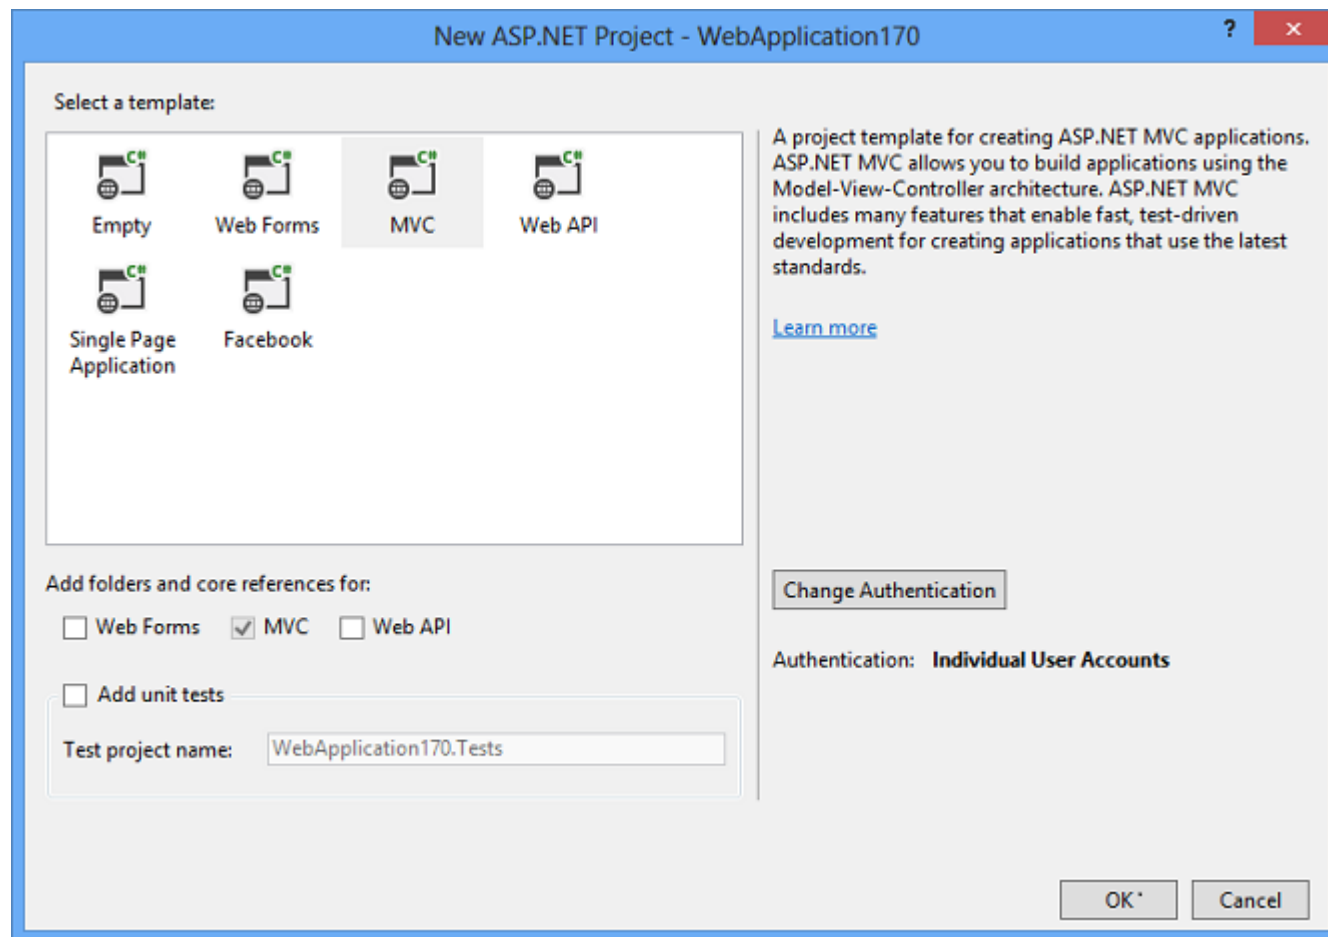 New ASP.NET Project - WebApplication170
?
Select a template:
C# C# C# C#
Empty Web Forms MVC Web API
C# C#
Single Page Facebook
Application
A project template for creating ASP.NET MVC applications.
ASP.NET MVC allows you to build applications using the
Model-View-Controller architecture. ASP.NET MVC
includes many features that enable fast, test-driven
development for creating applications that use the latest
standards.
Learn more
Add folders and core references for:
Web Forms MVC Web API
Add unit tests
Test project name: WebApplication170.Tests
Change Authentication
Authentication: Individual User Accounts
OK Cancel